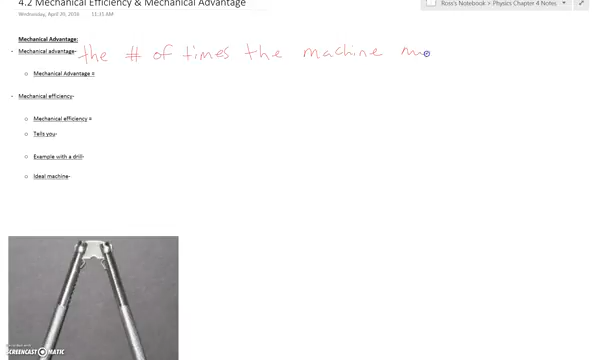 4.2 Mechanical Efficiency & Mechanical Advantage
Wednesday, April 20, 2016 11:21 AM
Ross's Notebook > Physics Chapter 4 Notes
Mechanical Advantage:
- Mechanical advantage- the # of times the machine
o Mechanical Advantage =
- Mechanical efficiency-
o Mechanical efficiency =
o Tells you-
o Example with a drill-
o Ideal machine-
SCREENCAST-O-MATIC